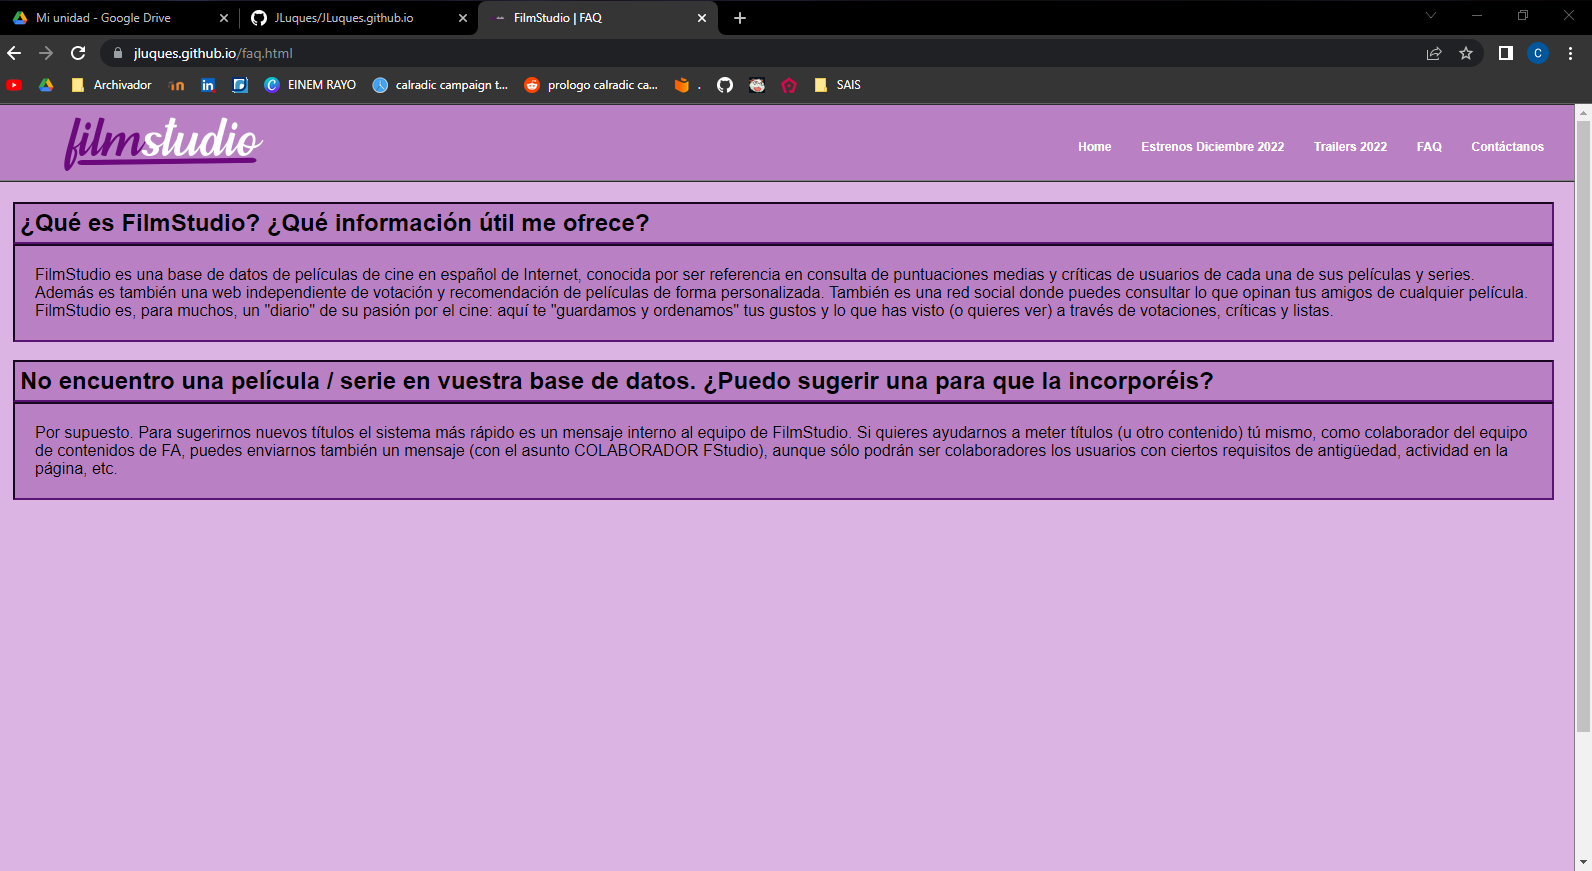 Mi unidad - Google Drive
JLuques/JLuques.github.io
FilmStudio | FAQ
jluques.github.io/faq.html
C
Archivador
in
EINEM RAYO
calradic campaign t...
prologo calradic ca...
.
SAIS
filmstudio
Home
Estrenos Diciembre 2022
Trailers 2022
FAQ
Contáctanos
¿Qué es FilmStudio? ¿Qué información útil me ofrece?
FilmStudio es una base de datos de películas de cine en español de Internet, conocida por ser referencia en consulta de puntuaciones medias y críticas de usuarios de cada una de sus películas y series.
Además es también una web independiente de votación y recomendación de películas de forma personalizada. También es una red social donde puedes consultar lo que opinan tus amigos de cualquier película.
FilmStudio es, para muchos, un "diario" de su pasión por el cine: aquí te "guardamos y ordenamos" tus gustos y lo que has visto (o quieres ver) a través de votaciones, críticas y listas.
No encuentro una película / serie en vuestra base de datos. ¿Puedo sugerir una para que la incorporéis?
Por supuesto. Para sugerirnos nuevos títulos el sistema más rápido es un mensaje interno al equipo de FilmStudio. Si quieres ayudarnos a meter títulos (u otro contenido) tú mismo, como colaborador del equipo
de contenidos de FA, puedes enviarnos también un mensaje (con el asunto COLABORADOR FStudio), aunque sólo podrán ser colaboradores los usuarios con ciertos requisitos de antigüedad, actividad en la
página, etc.